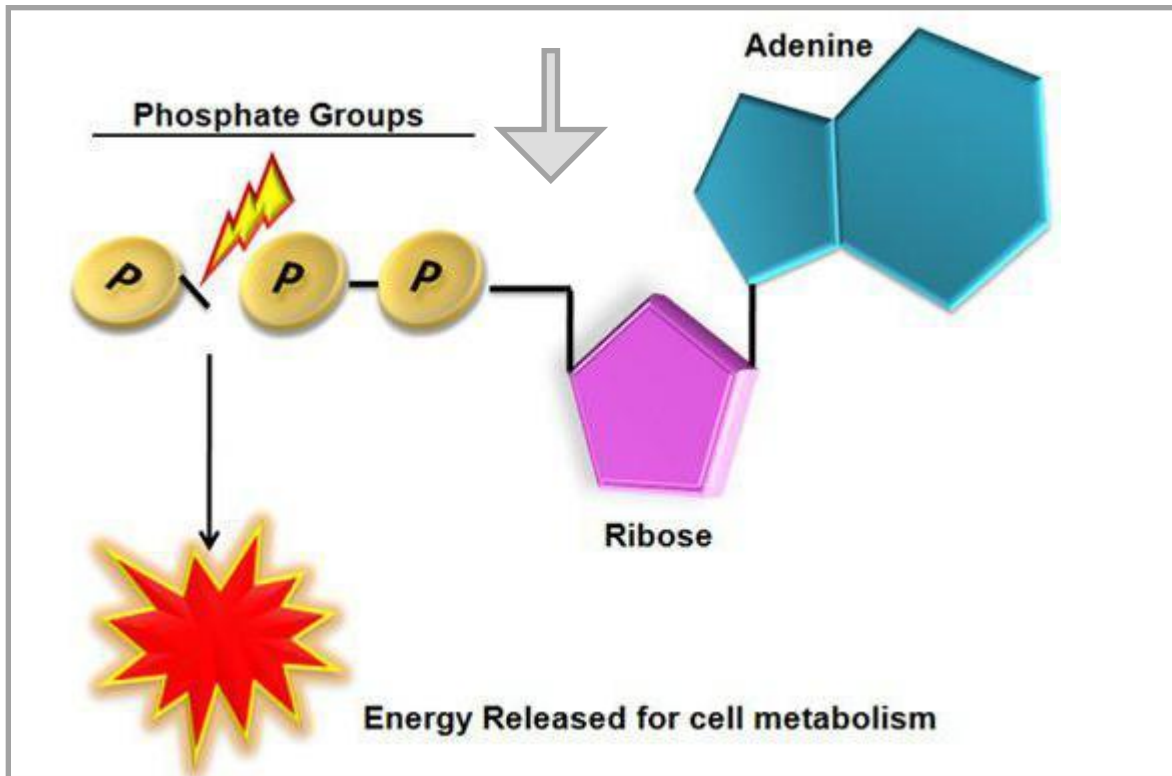 Adenine
Phosphate Groups
P P P
Ribose
Energy Released for cell metabolism